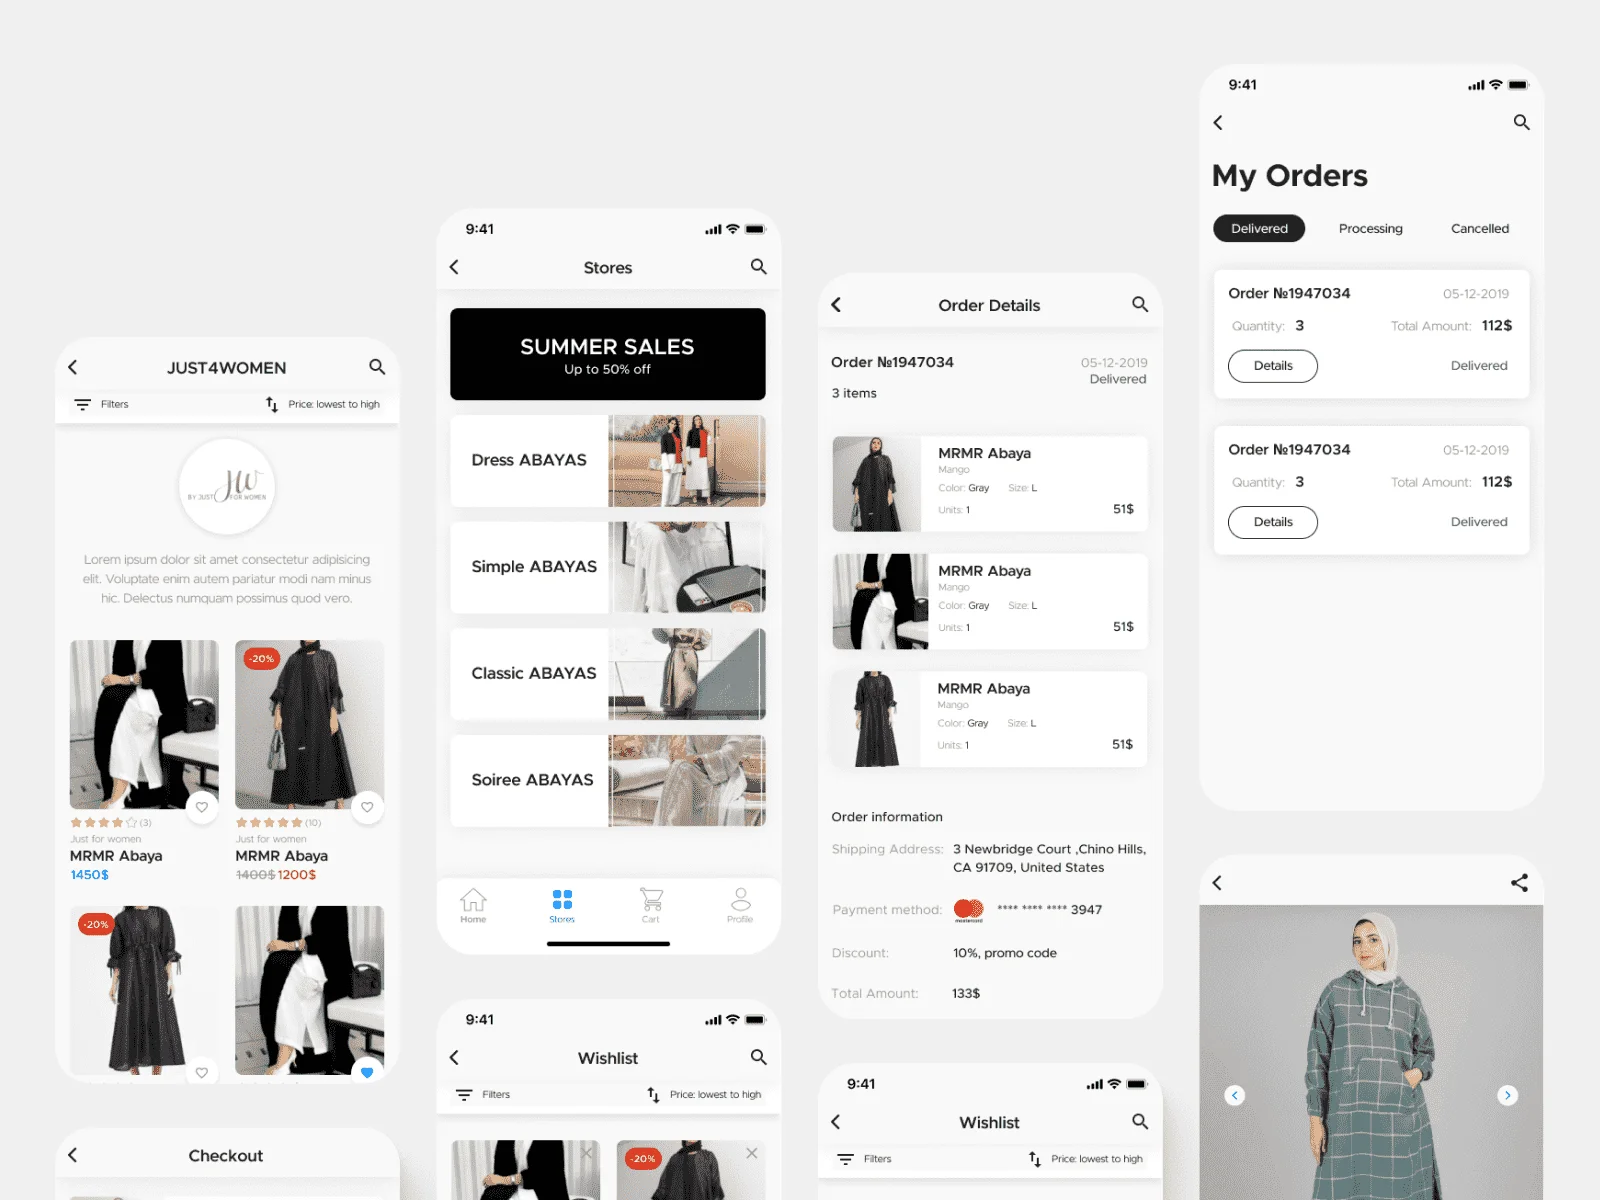 JUST4WOMEN
Filters
Price: lowest to high
JW
BY JUST FOR WOMEN
Lorem ipsum dolor sit amet consectetur adipisicing
elit. Voluptate enim autem pariatur modi nam minus
hic. Delectus numquam possimus quod vero.
(3)
Just for women
MRMR Abaya
1450$
-20%
(10)
Just for women
MRMR Abaya
1400$ 1200$
-20%
Checkout
9:41
Stores
SUMMER SALES
Up to 50% off
Dress ABAYAS
Simple ABAYAS
Classic ABAYAS
Soiree ABAYAS
Home
Stores
Cart
Profile
9:41
Wishlist
Filters
Price: lowest to high
-20%
Order Details
Order №1947034
05-12-2019
Delivered
3 items
MRMR Abaya
Mango
Color: Gray Size: L
Units: 1
51$
MRMR Abaya
Mango
Color: Gray Size: L
Units: 1
51$
MRMR Abaya
Mango
Color: Gray Size: L
Units: 1
51$
Order information
Shipping Address: 3 Newbridge Court ,Chino Hills,
CA 91709, United States
Payment method: mastercard **** **** **** 3947
Discount: 10%, promo code
Total Amount: 133$
9:41
Wishlist
Filters
Price: lowest to high
9:41
My Orders
Delivered
Processing
Cancelled
Order №1947034
05-12-2019
Quantity: 3
Total Amount: 112$
Details
Delivered
Order №1947034
05-12-2019
Quantity: 3
Total Amount: 112$
Details
Delivered